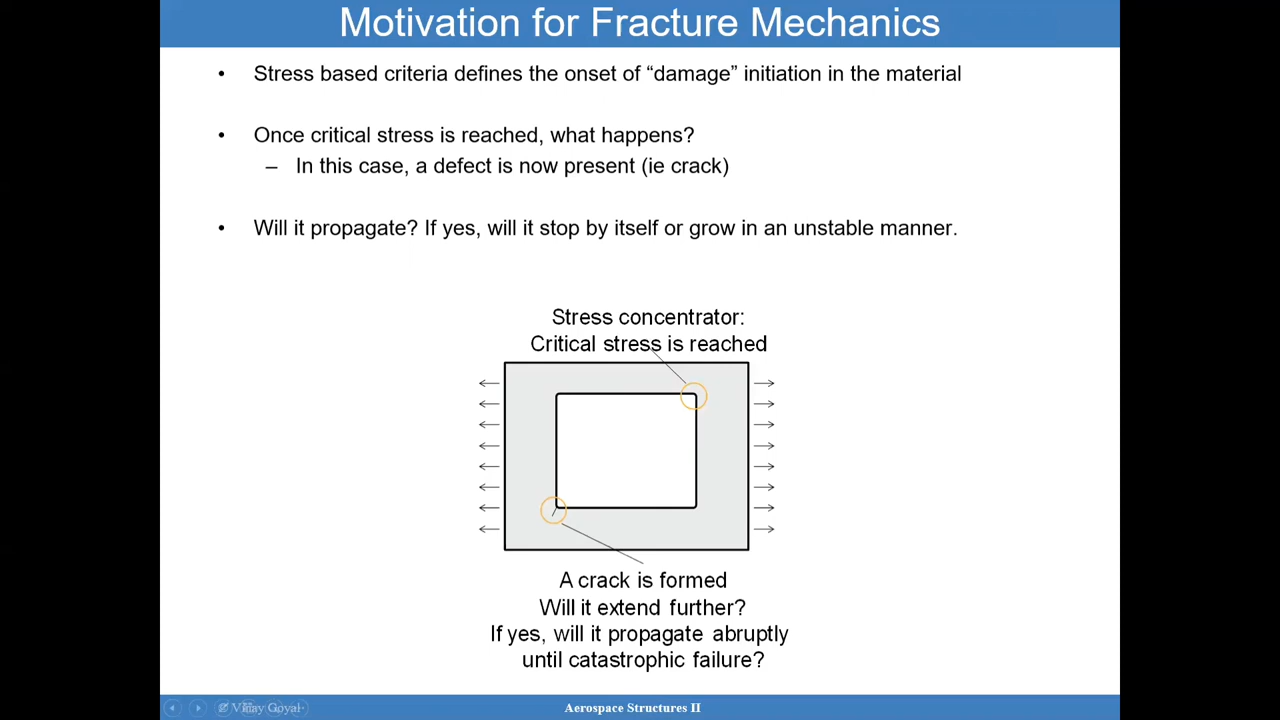 Motivation for Fracture Mechanics
• Stress based criteria defines the onset of “damage” initiation in the material
• Once critical stress is reached, what happens?
– In this case, a defect is now present (ie crack)
• Will it propagate? If yes, will it stop by itself or grow in an unstable manner.
Stress concentrator:
Critical stress is reached
A crack is formed
Will it extend further?
If yes, will it propagate abruptly
until catastrophic failure?
Goyal
Aerospace Structures II